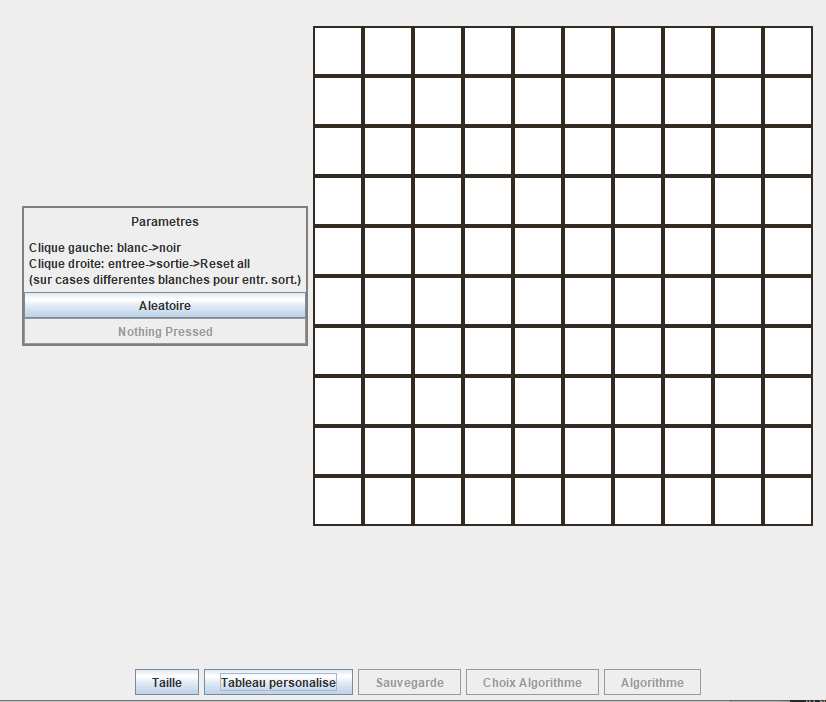 Parametres
Clique gauche: blanc->noir
Clique droite: entree->sortie->Reset all
(sur cases differentes blanches pour entr. sort.)
Aleatoire
Nothing Pressed
Taille
Tableau personalise
Sauvegarde
Choix Algorithme
Algorithme